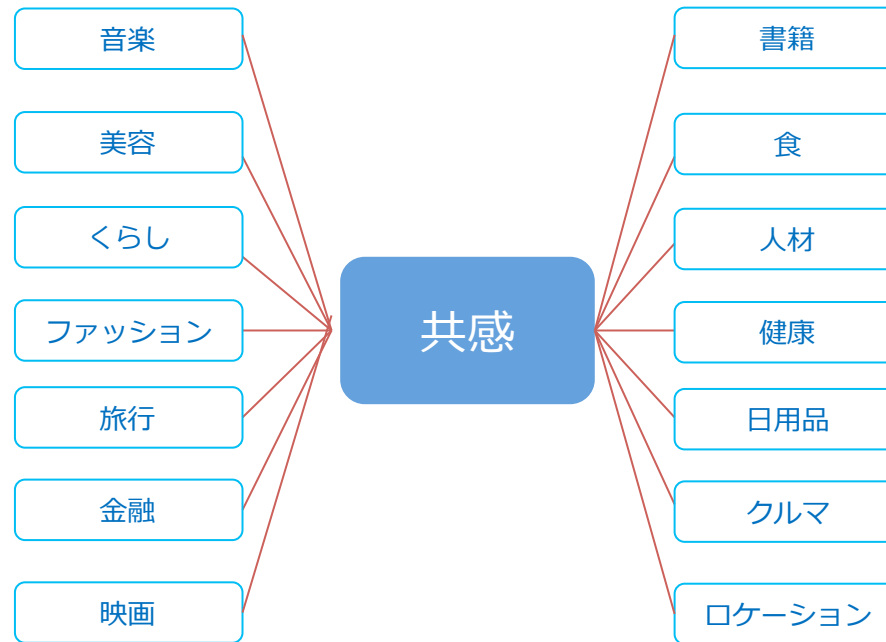 音楽
美容
くらし
ファッション
旅行
金融
映画
共感
書籍
食
人材
健康
日用品
クルマ
ロケーション